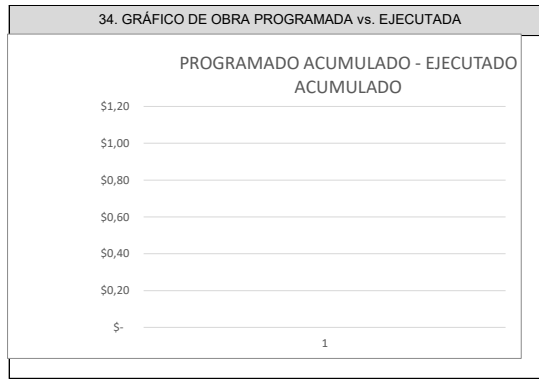 34. GRÁFICO DE OBRA PROGRAMADA vs. EJECUTADA
PROGRAMADO ACUMULADO - EJECUTADO
ACUMULADO
$1,20
$1,00
$0,80
$0,60
$0,40
$0,20
$-
1